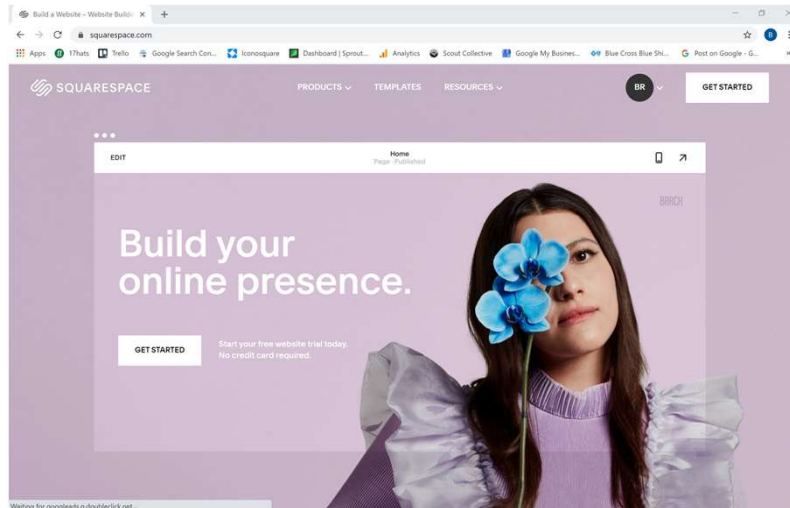 Build a Website – Website Builde
squarespace.com
Apps 17hats Trello Google Search Con... Iconosquare Dashboard | Sprout... Analytics Scout Collective Google My Busines... Blue Cross Blue Shi... Post on Google - G...
SQUARESPACE PRODUCTS TEMPLATES RESOURCES BR GET STARTED
EDIT Home
Page · Published
Build your
online presence.
GET STARTED
Start your free website trial today.
No credit card required.
Waiting for googleads.g.doubleclick.net...